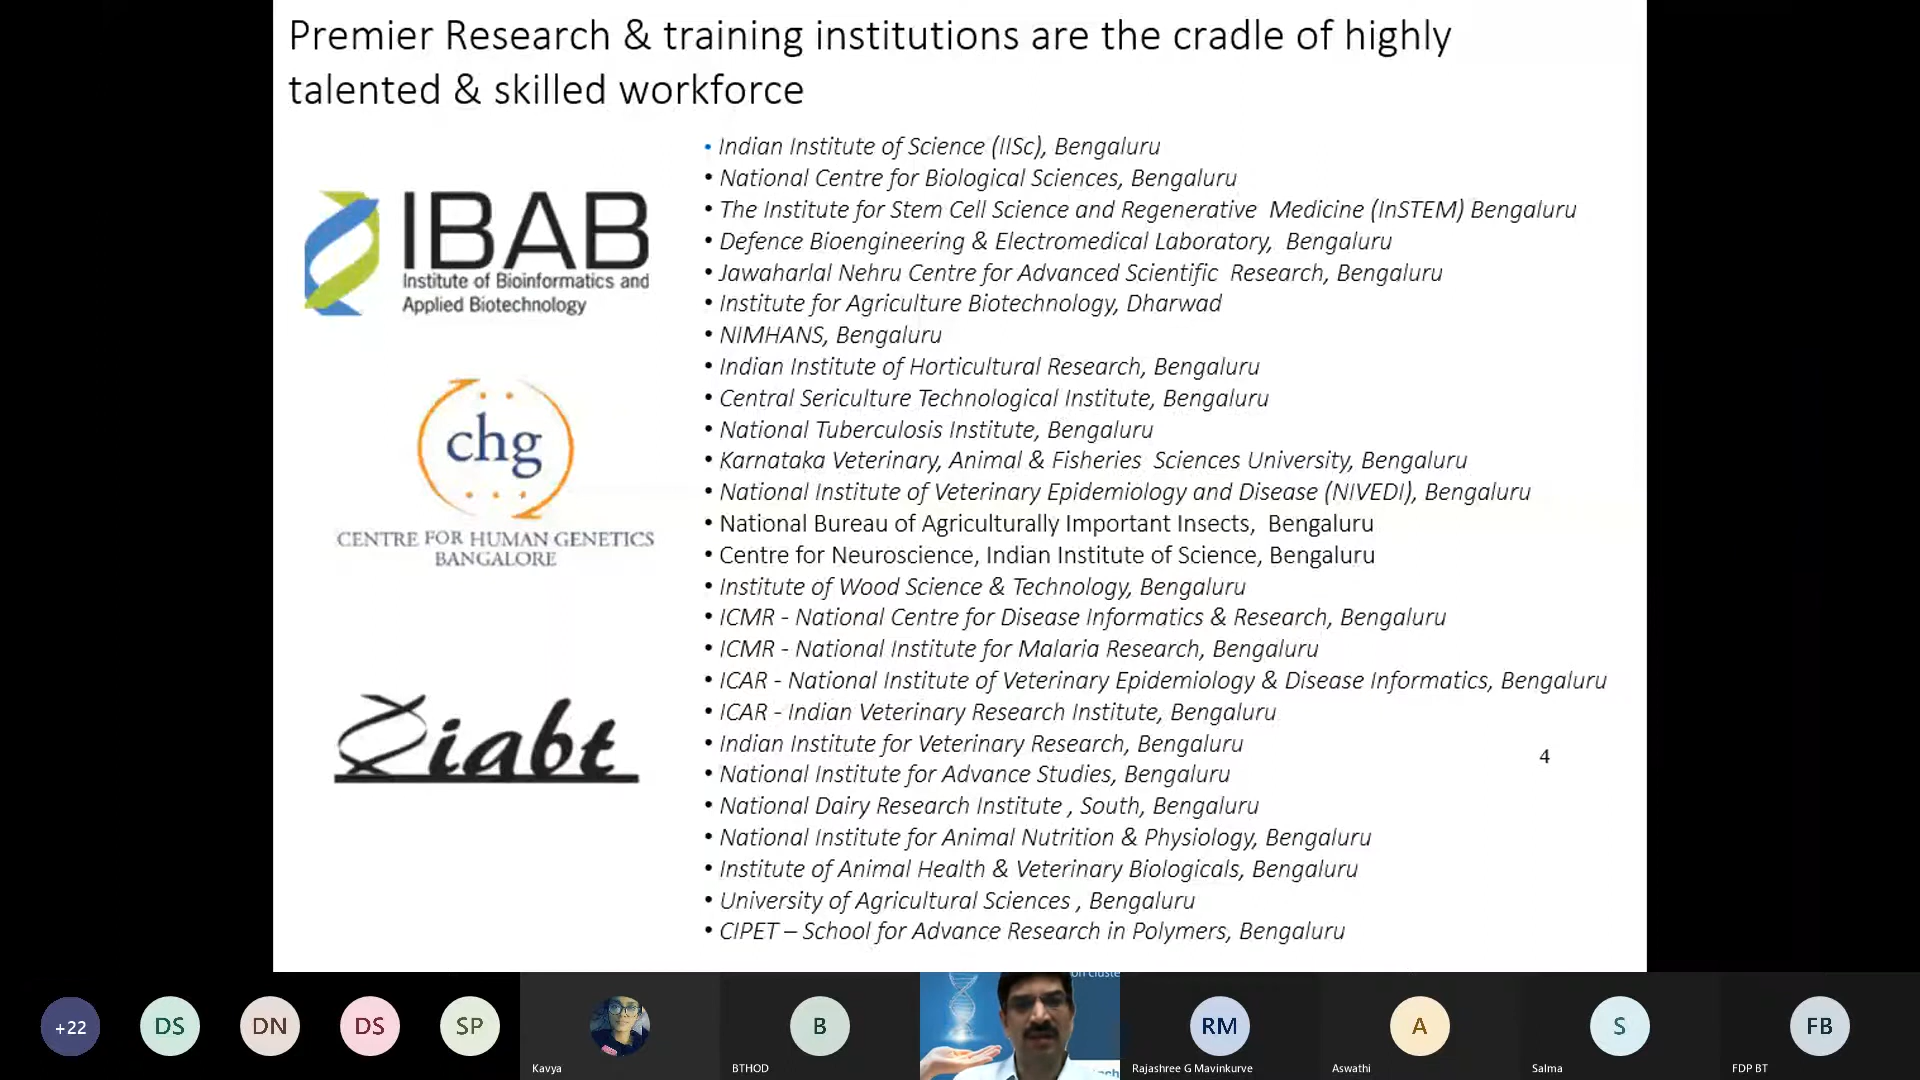 Premier Research & training institutions are the cradle of highly
talented & skilled workforce
IBAB
Institute of Bioinformatics and
Applied Biotechnology
chg
CENTRE FOR HUMAN GENETICS
BANGALORE
iabt
• Indian Institute of Science (IISc), Bengaluru
• National Centre for Biological Sciences, Bengaluru
• The Institute for Stem Cell Science and Regenerative Medicine (InSTEM) Bengaluru
• Defence Bioengineering & Electromedical Laboratory, Bengaluru
• Jawaharlal Nehru Centre for Advanced Scientific Research, Bengaluru
• Institute for Agriculture Biotechnology, Dharwad
• NIMHANS, Bengaluru
• Indian Institute of Horticultural Research, Bengaluru
• Central Sericulture Technological Institute, Bengaluru
• National Tuberculosis Institute, Bengaluru
• Karnataka Veterinary, Animal & Fisheries Sciences University, Bengaluru
• National Institute of Veterinary Epidemiology and Disease (NIVEDI), Bengaluru
• National Bureau of Agriculturally Important Insects, Bengaluru
• Centre for Neuroscience, Indian Institute of Science, Bengaluru
• Institute of Wood Science & Technology, Bengaluru
• ICMR - National Centre for Disease Informatics & Research, Bengaluru
• ICMR - National Institute for Malaria Research, Bengaluru
• ICAR - National Institute of Veterinary Epidemiology & Disease Informatics, Bengaluru
• ICAR - Indian Veterinary Research Institute, Bengaluru
• Indian Institute for Veterinary Research, Bengaluru
• National Institute for Advance Studies, Bengaluru
• National Dairy Research Institute , South, Bengaluru
• National Institute for Animal Nutrition & Physiology, Bengaluru
• Institute of Animal Health & Veterinary Biologicals, Bengaluru
• University of Agricultural Sciences , Bengaluru
• CIPET – School for Advance Research in Polymers, Bengaluru
4
+22
DS
DN
DS
SP
Kavya
B
BTHOD
RM
Rajashree G Mavinkurve
A
Aswathi
S
Salma
FB
FDP BT